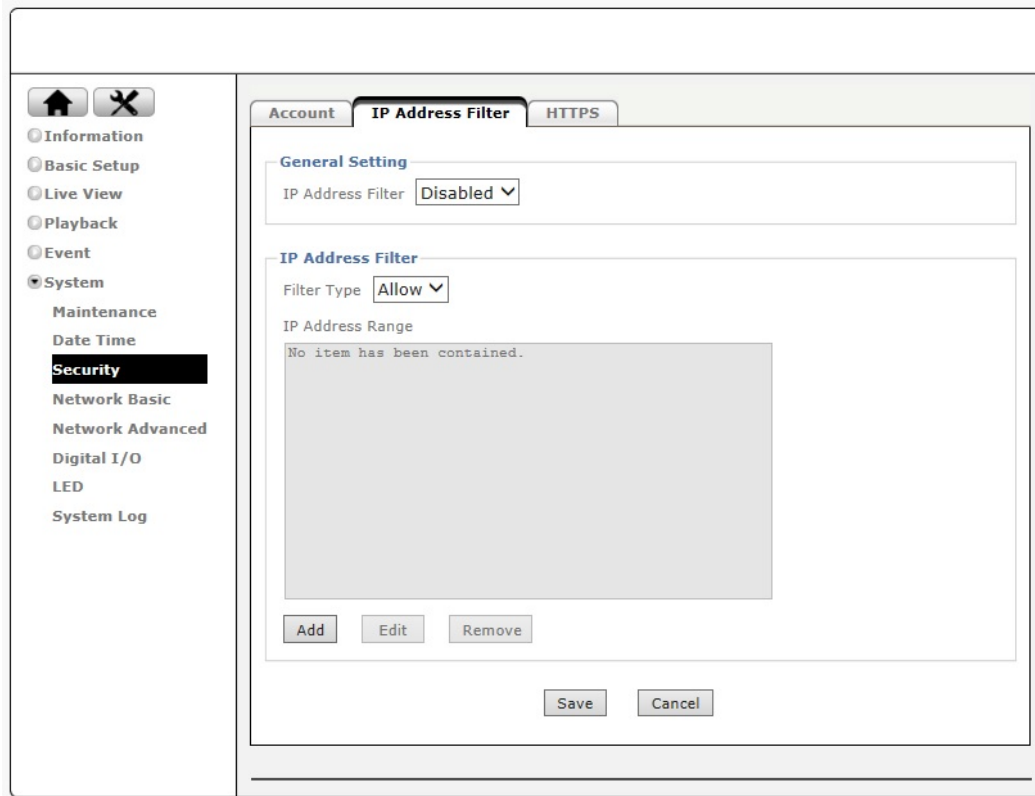 Account
IP Address Filter
HTTPS
Information
Basic Setup
Live View
Playback
Event
System
Maintenance
Date Time
Security
Network Basic
Network Advanced
Digital I/O
LED
System Log
General Setting
IP Address Filter Disabled
IP Address Filter
Filter Type Allow
IP Address Range
No item has been contained.
Add Edit Remove
Save Cancel